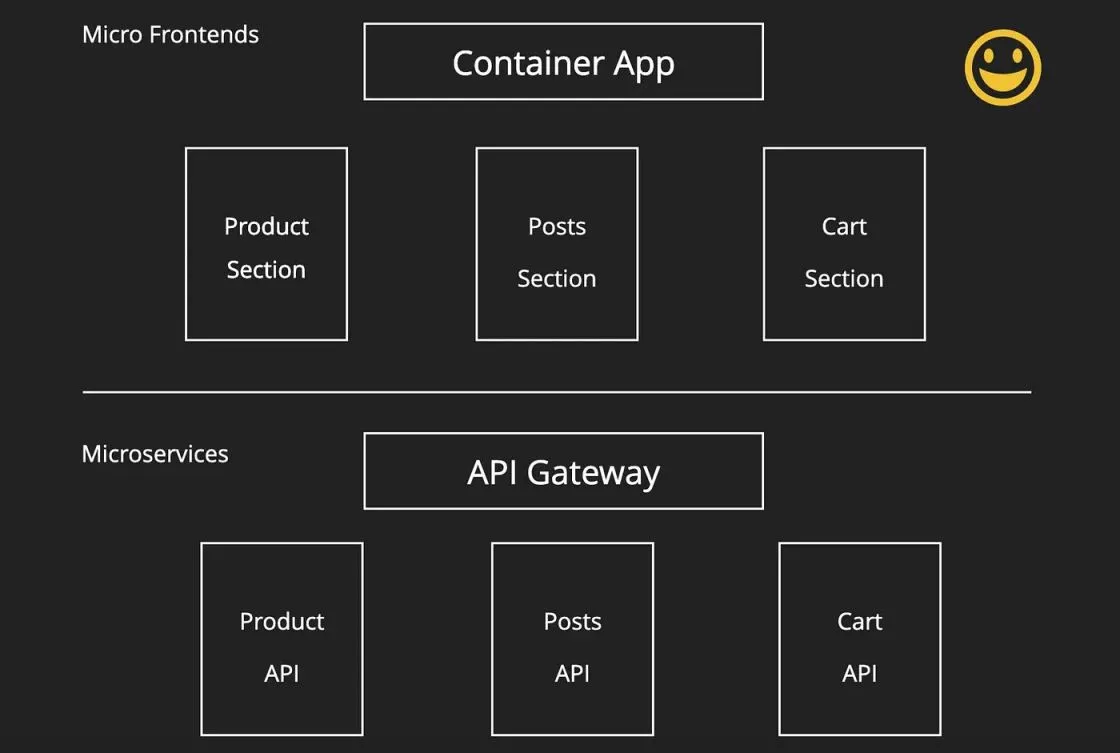 Micro Frontends
Container App
Product
Section
Posts
Section
Cart
Section
Microservices
API Gateway
Product
API
Posts
API
Cart
API